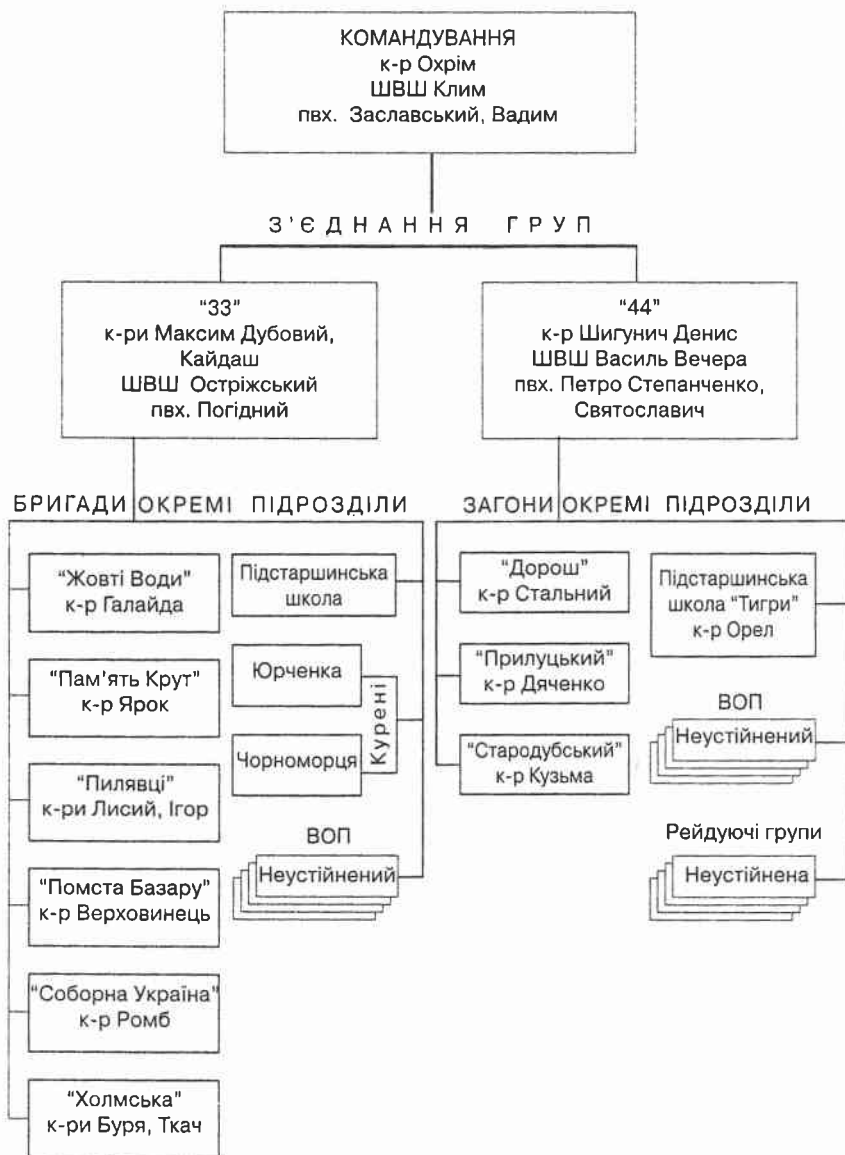 КОМАНДУВАННЯ
к-р Охрім
ШВШ Клим
пвх. Заславський, Вадим
З'ЄДНАННЯ ГРУП
"33"
к-ри Максим Дубовий,
Кайдаш
ШВШ Остріжський
пвх. Погідний
"44"
к-р Шигунич Денис
ШВШ Василь Вечера
пвх. Петро Степанченко,
Святославич
БРИГАДИ ОКРЕМІ ПІДРОЗДІЛИ
"Жовті Води"
к-р Галайда
"Пам'ять Крут"
к-р Ярок
"Пилявці"
к-ри Лисий, Ігор
"Помста Базару"
к-р Верховинець
"Соборна Україна"
к-р Ромб
"Холмська"
к-ри Буря, Ткач
Підстаршинська
школа
Юрченка
Чорноморця
Курені
ВОП
Неустійнений
ЗАГОНИ ОКРЕМІ ПІДРОЗДІЛИ
"Дорош"
к-р Стальний
"Прилуцький"
к-р Дяченко
"Стародубський"
к-р Кузьма
Підстаршинська
школа "Тигри"
к-р Орел
ВОП
Неустійнений
Рейдуючі групи
Неустійнена